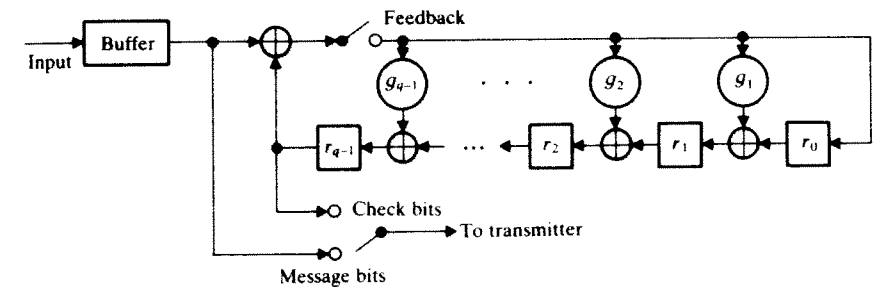 Feedback
Buffer
Input
g_{q-1} . . . g_2 g_1
r_{q-1} ... r_2 r_1 r_0
Check bits
To transmitter
Message bits